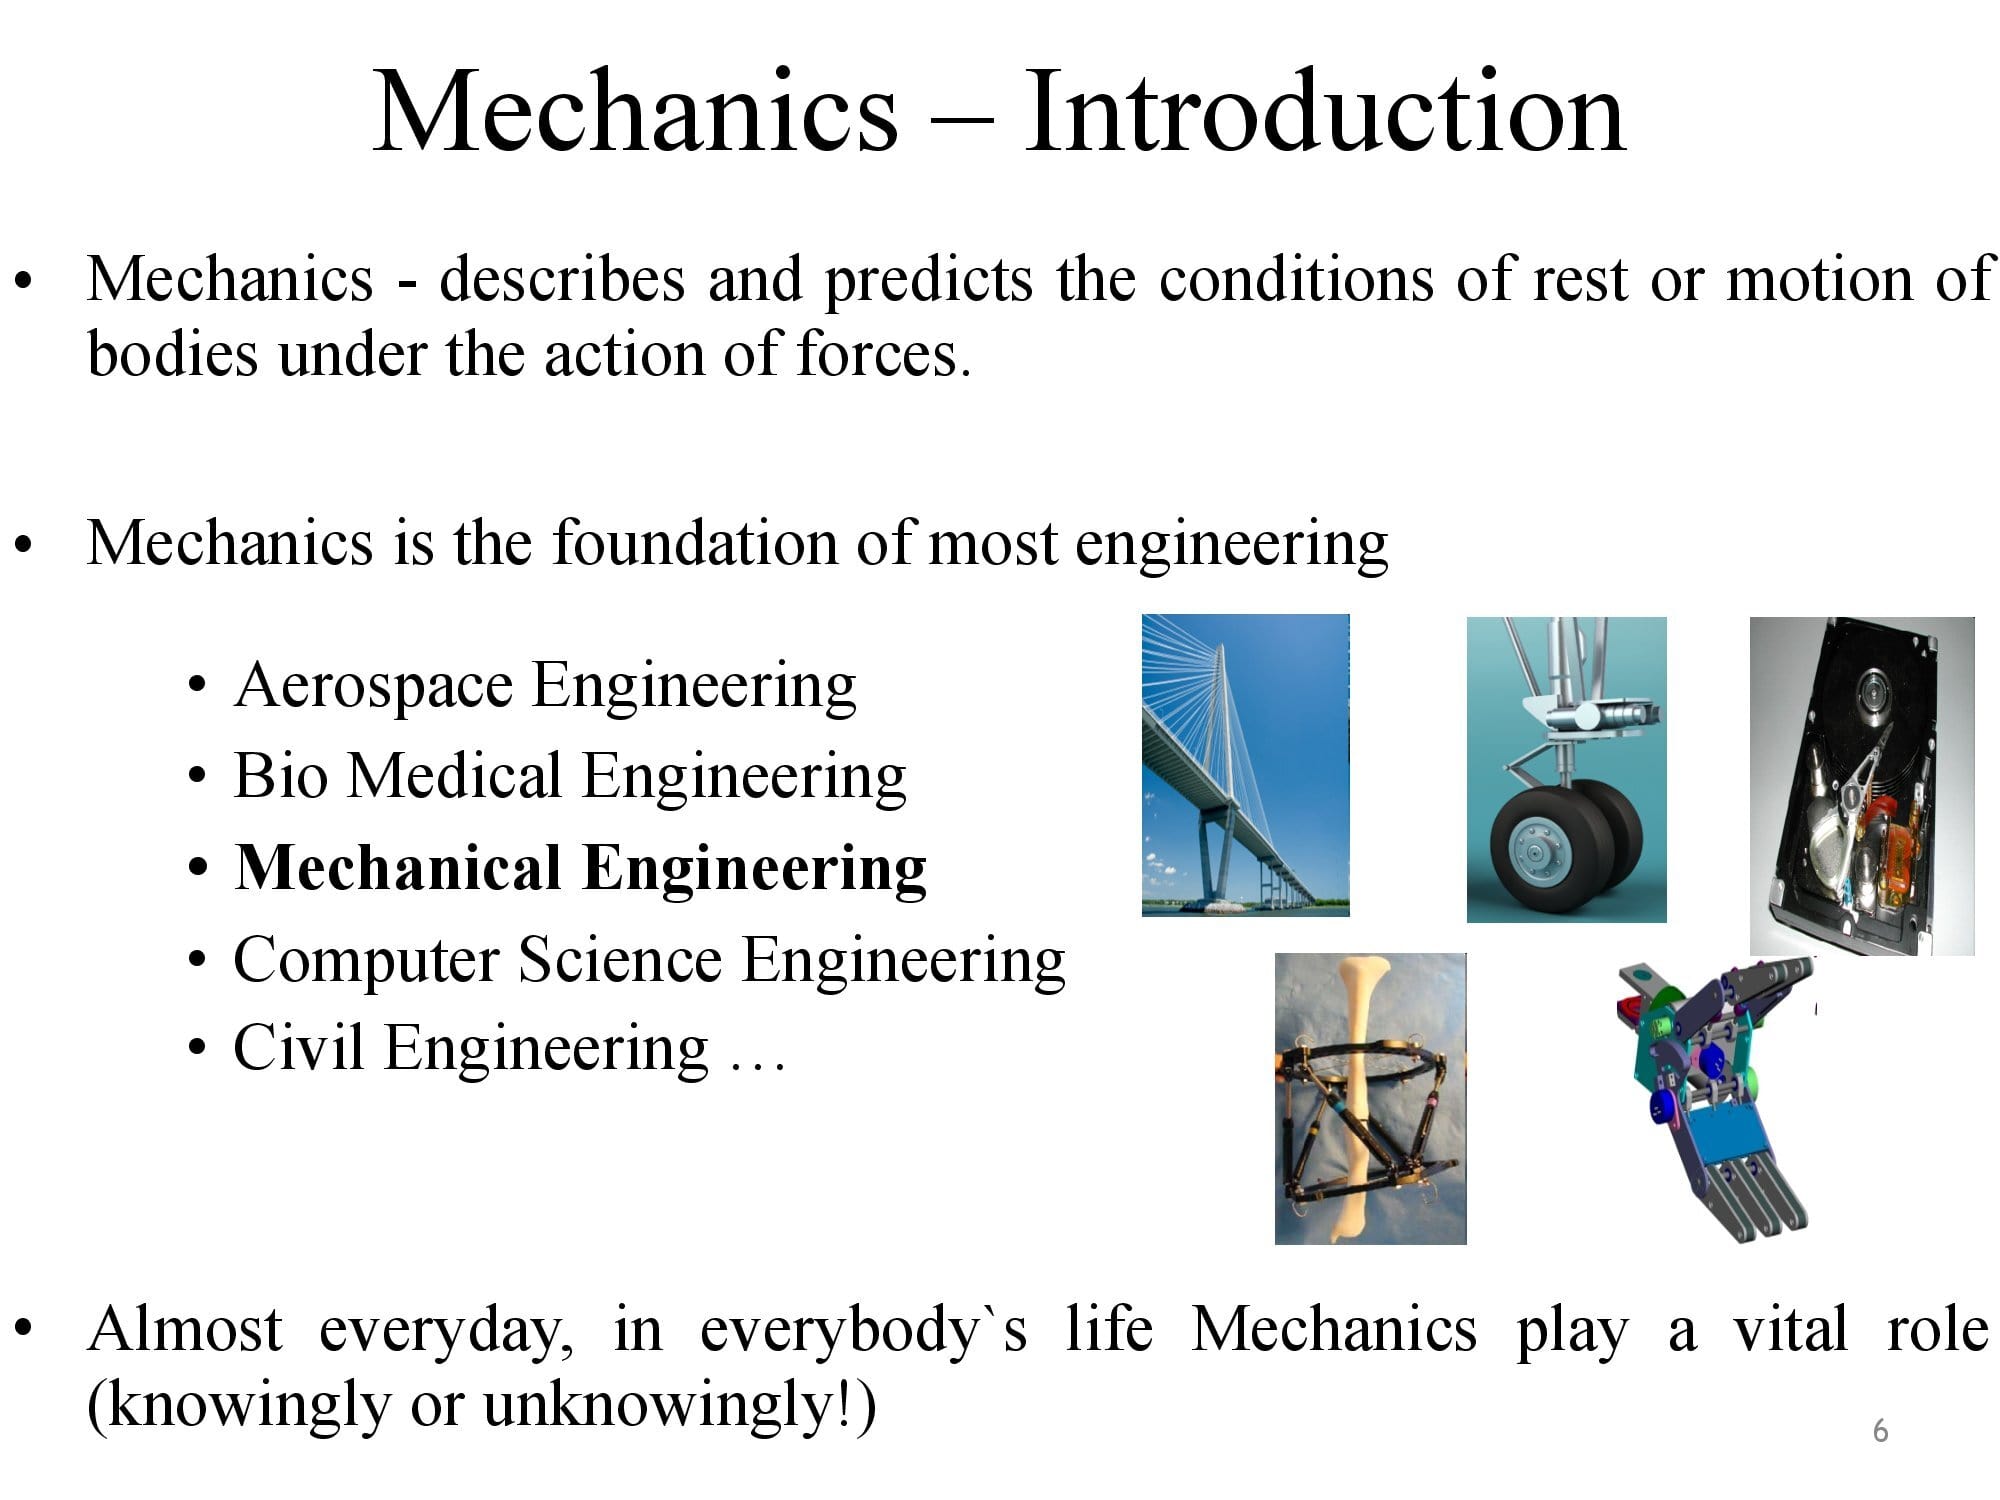 Mechanics – Introduction
• Mechanics - describes and predicts the conditions of rest or motion of
bodies under the action of forces.
• Mechanics is the foundation of most engineering
• Aerospace Engineering
• Bio Medical Engineering
• Mechanical Engineering
• Computer Science Engineering
• Civil Engineering …
• Almost everyday, in everybody`s life Mechanics play a vital role
(knowingly or unknowingly!)
6